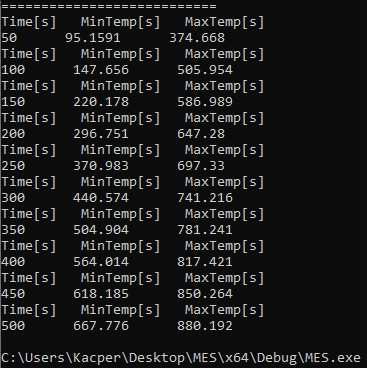 ===========================
Time[s]   MinTemp[s]   MaxTemp[s]
50      95.1591       374.668
Time[s]   MinTemp[s]   MaxTemp[s]
100      147.656      505.954
Time[s]   MinTemp[s]   MaxTemp[s]
150      220.178      586.989
Time[s]   MinTemp[s]   MaxTemp[s]
200      296.751      647.28
Time[s]   MinTemp[s]   MaxTemp[s]
250      370.983      697.33
Time[s]   MinTemp[s]   MaxTemp[s]
300      440.574      741.216
Time[s]   MinTemp[s]   MaxTemp[s]
350      504.904      781.241
Time[s]   MinTemp[s]   MaxTemp[s]
400      564.014      817.421
Time[s]   MinTemp[s]   MaxTemp[s]
450      618.185      850.264
Time[s]   MinTemp[s]   MaxTemp[s]
500      667.776      880.192
C:\Users\Kacper\Desktop\MES\x64\Debug\MES.exe